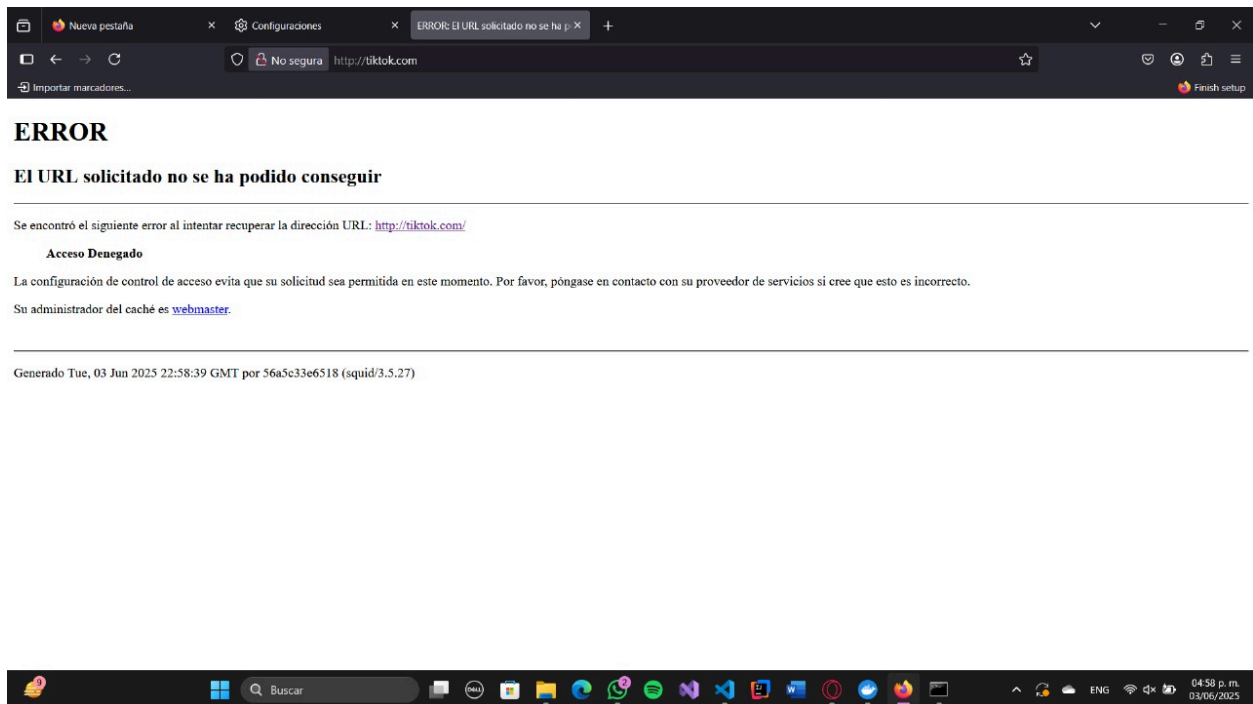 Nueva pestaña
Configuraciones
ERROR: El URL solicitado no se ha p
No segura http://tiktok.com
Importar marcadores...
Finish setup
ERROR
El URL solicitado no se ha podido conseguir
Se encontró el siguiente error al intentar recuperar la dirección URL: http://tiktok.com/
Acceso Denegado
La configuración de control de acceso evita que su solicitud sea permitida en este momento. Por favor, póngase en contacto con su proveedor de servicios si cree que esto es incorrecto.
Su administrador del caché es webmaster.
Generado Tue, 03 Jun 2025 22:58:39 GMT por 56a5c33e6518 (squid/3.5.27)
9
Buscar
DELL
2
ENG
04:58 p. m.
03/06/2025